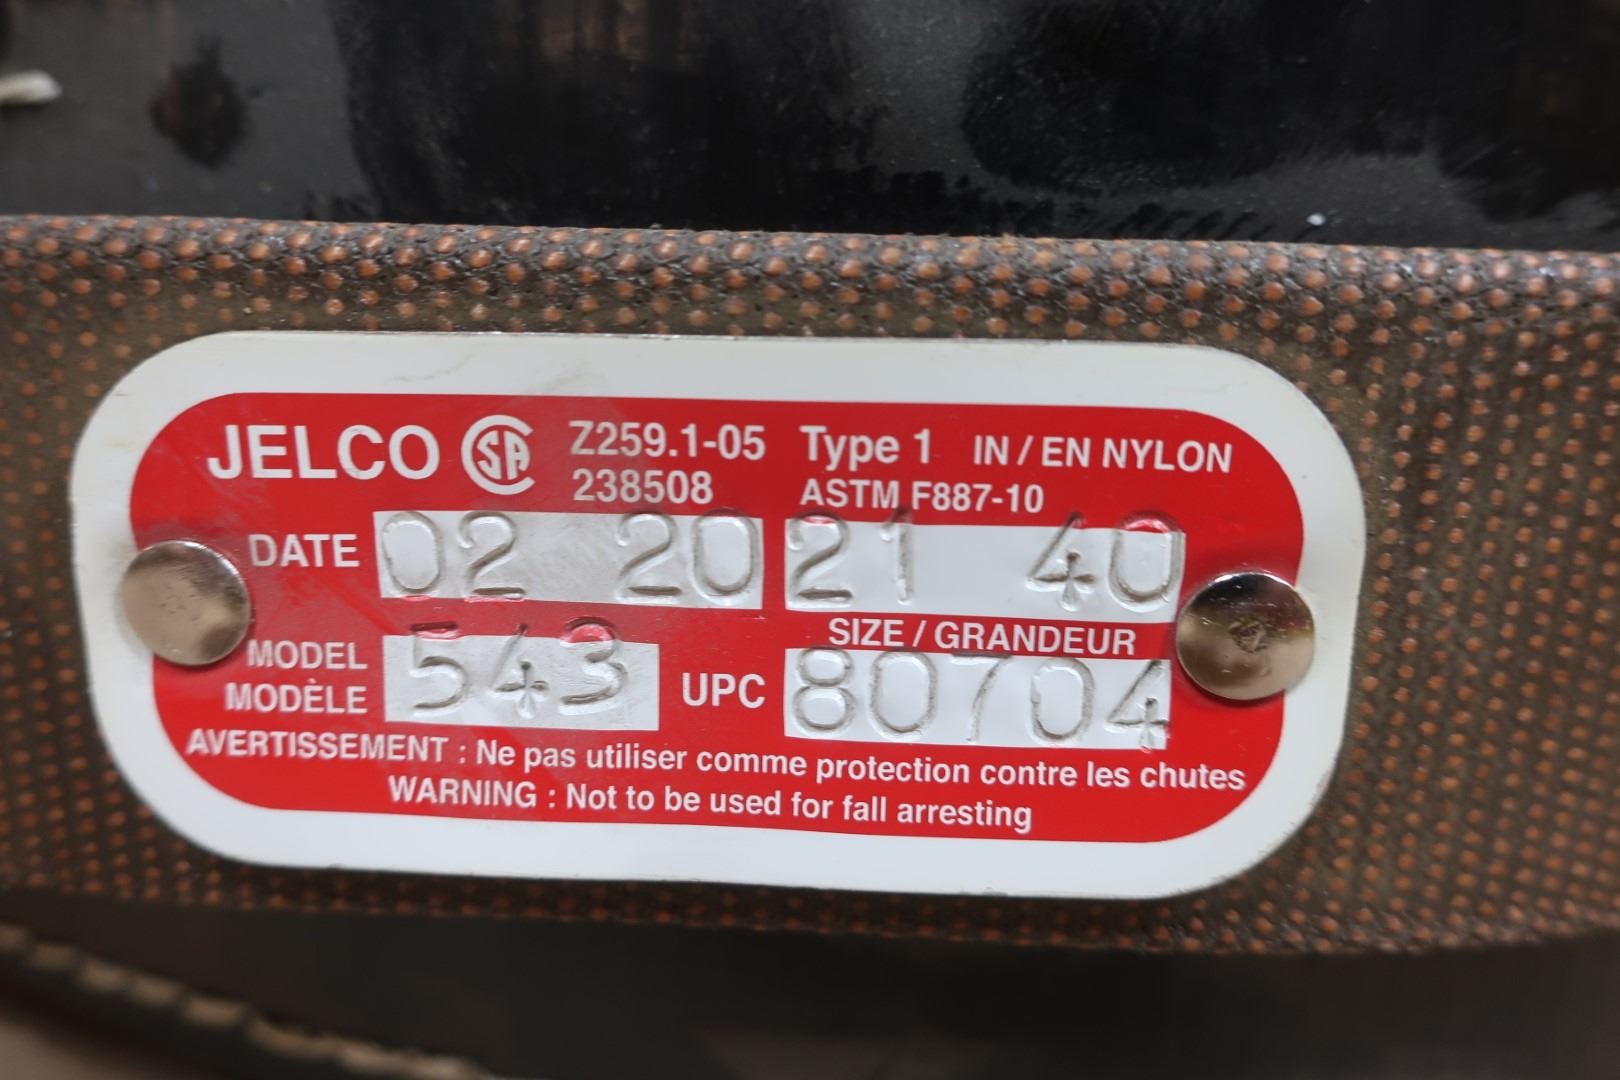 JELCO SA Z259.1-05 Type 1 IN / EN NYLON
238508 ASTM F887-10
DATE 02 2021 40
SIZE / GRANDEUR
MODEL
MODÈLE 543 UPC 80704
AVERTISSEMENT : Ne pas utiliser comme protection contre les chutes
WARNING : Not to be used for fall arresting